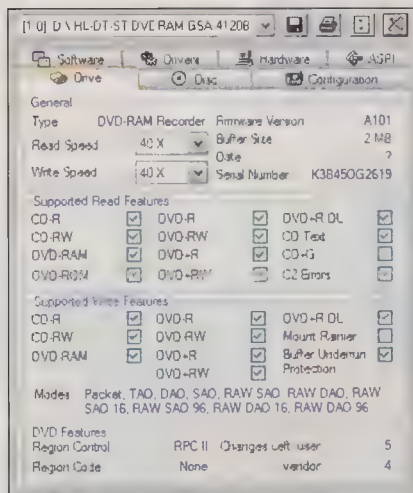 [1:0] D:\ HL-DT-ST DVDRAM GSA-4120B
Software Drivers Hardware ASPI
Drive Disc Configuration
General
Type DVD-RAM Recorder Firmware Version A101
Read Speed 40 X Buffer Size 2 MB
Date ?
Write Speed 40 X Serial Number K3B450G2619
Supported Read Features
CD-R DVD-R DVD+R DL
CD-RW DVD-RW CD Text
DVD-RAM DVD+R CD+G
DVD-ROM DVD+RW C2 Errors
Supported Write Features
CD-R DVD-R DVD+R DL
CD-RW DVD-RW Mount Rainier
DVD-RAM DVD+R Buffer Underrun
DVD+RW Protection
Modes Packet, TAO, DAO, SAO, RAW SAO, RAW DAO, RAW
SAO 16, RAW SAO 96, RAW DAO 16, RAW DAO 96
DVD Features
Region Control RPC II Changes left user 5
Region Code None vendor 4